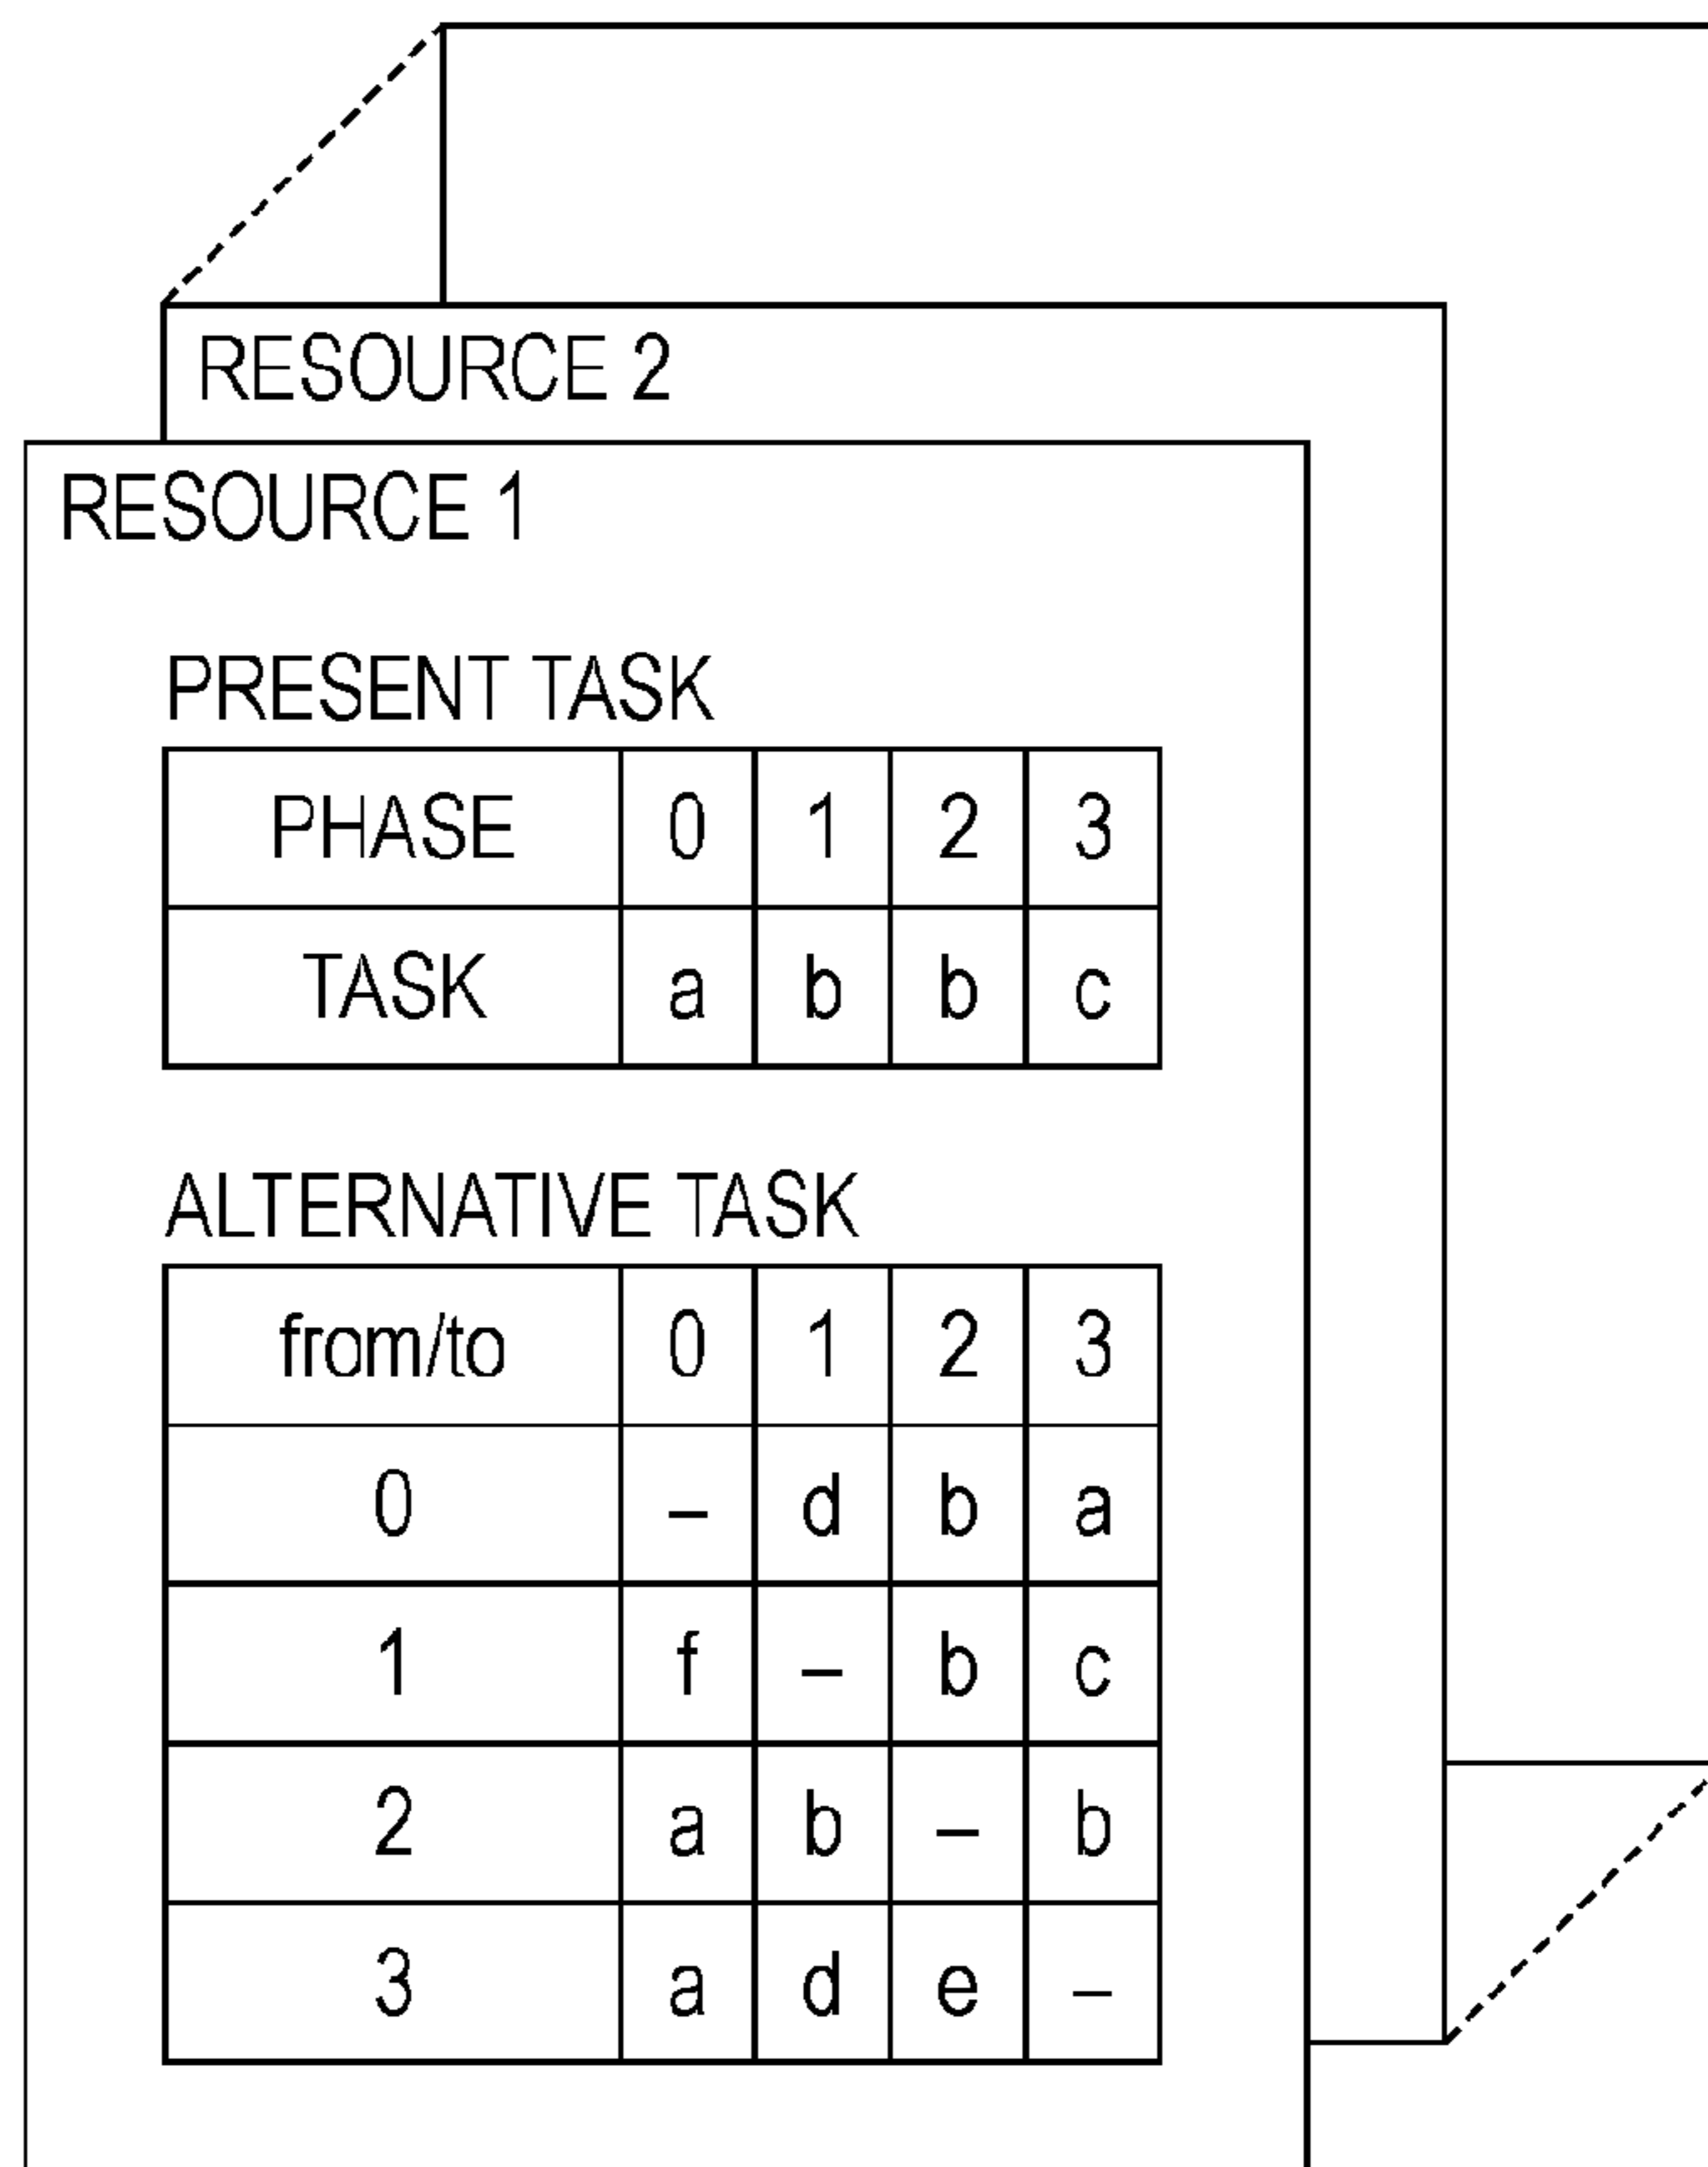 RESOURCE 2
RESOURCE 1
PRESENT TASK
PHASE 0 1 2 3
TASK a b b c
ALTERNATIVE TASK
from/to 0 1 2 3
0 – d b a
1 f – b c
2 a b – b
3 a d e –